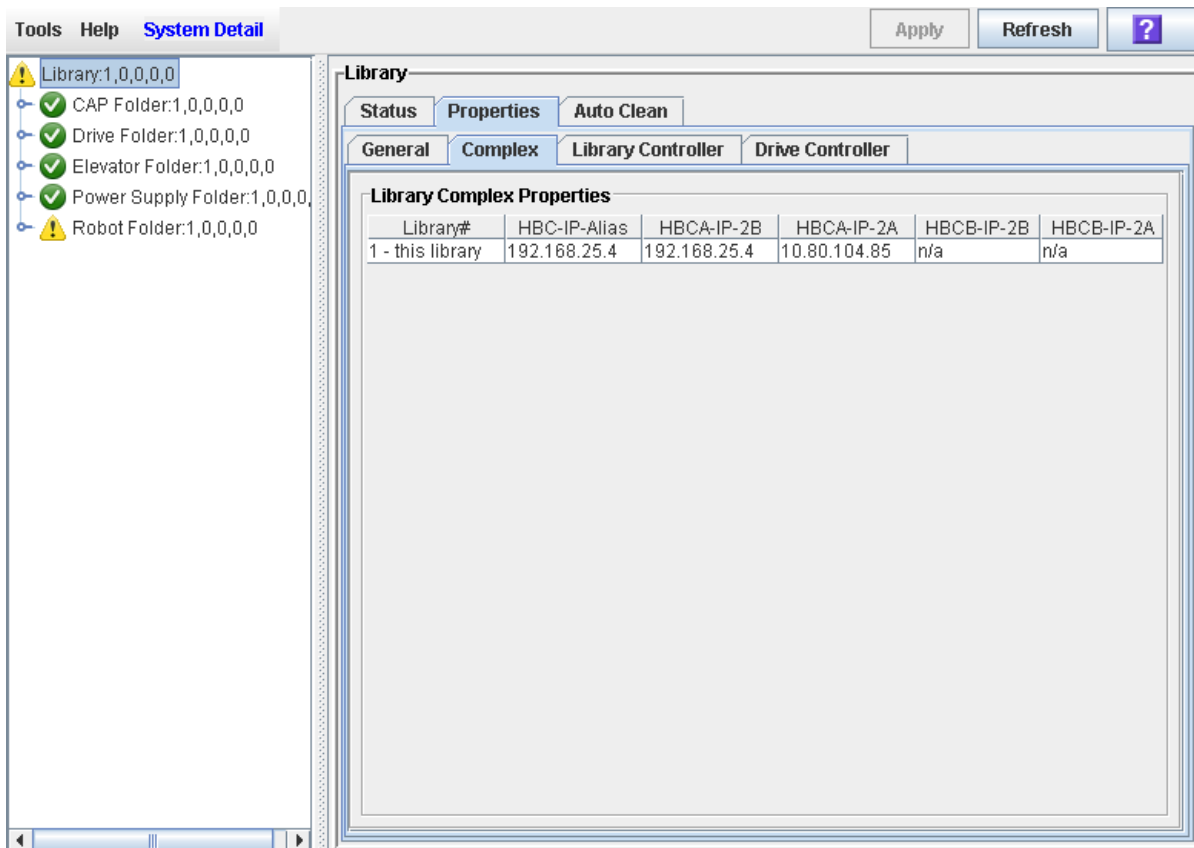 Tools Help System Detail Apply Refresh ?
Library:1,0,0,0,0
CAP Folder:1,0,0,0,0
Drive Folder:1,0,0,0,0
Elevator Folder:1,0,0,0,0
Power Supply Folder:1,0,0,0,
Robot Folder:1,0,0,0,0
Library
Status Properties Auto Clean
General Complex Library Controller Drive Controller
Library Complex Properties
Library# HBC-IP-Alias HBCA-IP-2B HBCA-IP-2A HBCB-IP-2B HBCB-IP-2A
1 - this library 192.168.25.4 192.168.25.4 10.80.104.85 n/a n/a